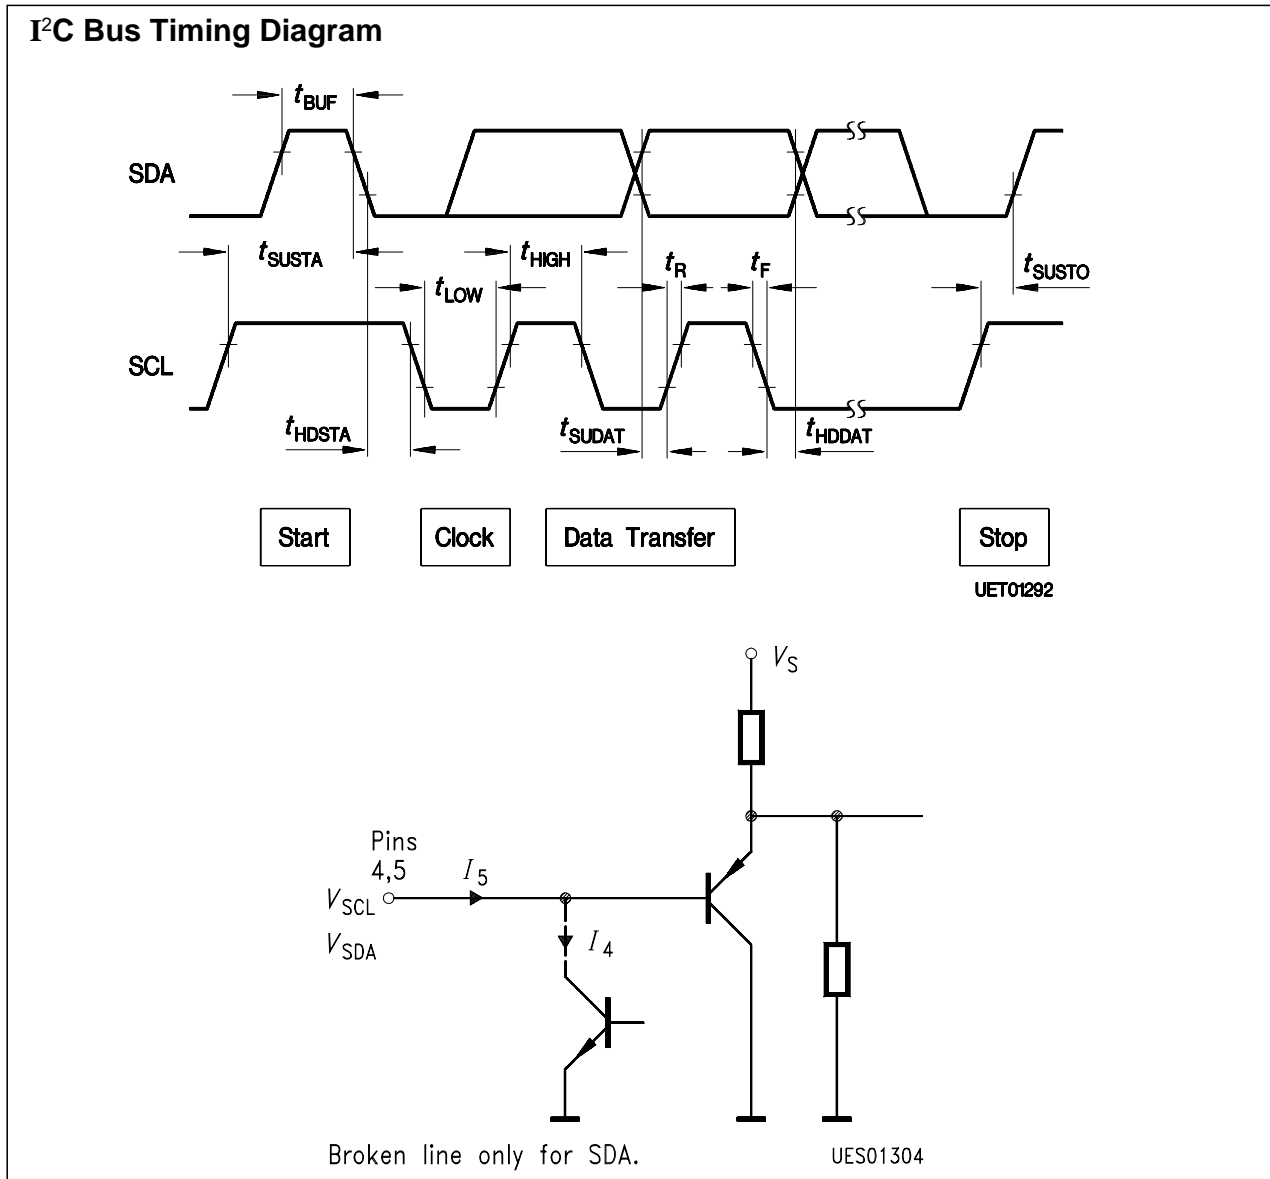 I²C Bus Timing Diagram
tBUF
SDA
tSUSTA
tHIGH
tR
tF
tSUSTO
tLOW
SCL
tHDSTA
tSUDAT
tHDDAT
Start
Clock
Data Transfer
Stop
UET01292
VS
Pins
4,5
I5
VSCL
VSDA
I4
Broken line only for SDA.
UES01304